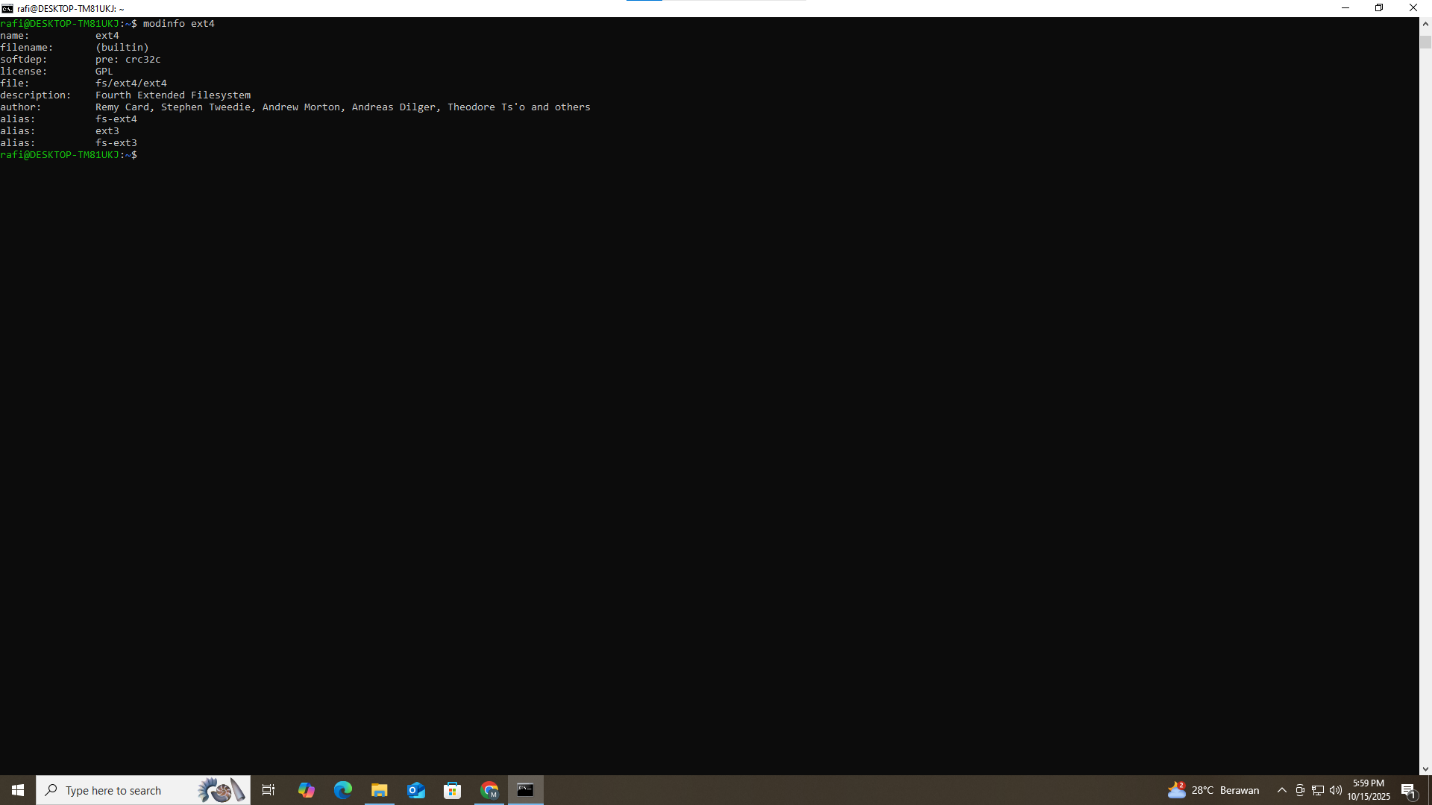 rafi@DESKTOP-TM81UKJ: ~
rafi@DESKTOP-TM81UKJ:~$ modinfo ext4
name:           ext4
filename:       (builtin)
softdep:        pre: crc32c
license:        GPL
file:           fs/ext4/ext4
description:    Fourth Extended Filesystem
author:         Remy Card, Stephen Tweedie, Andrew Morton, Andreas Dilger, Theodore Ts'o and others
alias:          fs-ext4
alias:          ext3
alias:          fs-ext3
rafi@DESKTOP-TM81UKJ:~$
Type here to search
2
28°C Berawan
5:59 PM
10/15/2025
1